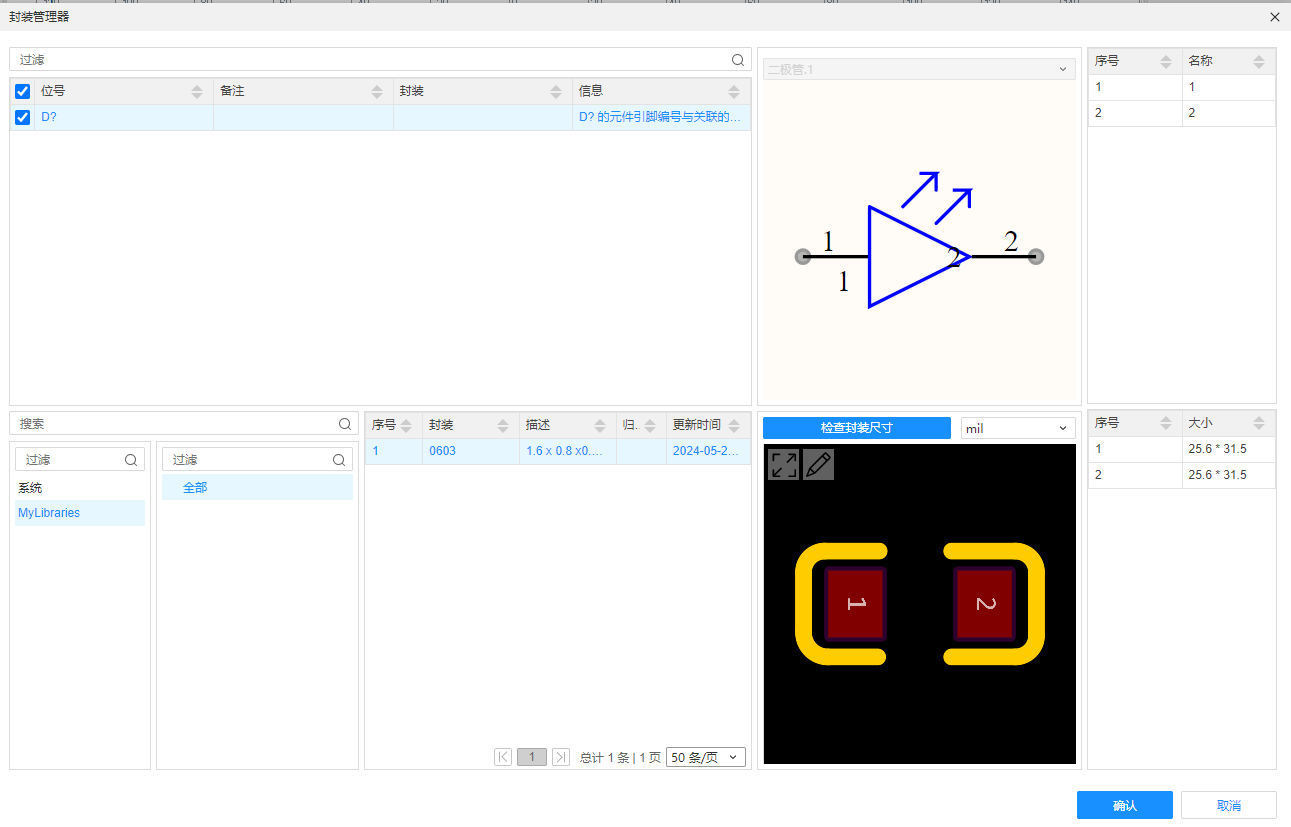 封装管理器
过滤
位号 备注 封装 信息
D? D? 的元件引脚编号与关联的...
二极管.1
1 2
1 2
序号 名称
1 1
2 2
搜索
过滤
系统
MyLibraries
过滤
全部
序号 封装 描述 归. 更新时间
1 0603 1.6 x 0.8 x0.... 2024-05-2...
1 总计 1 条 | 1 页 50 条/页
检查封装尺寸 mil
1 2
序号 大小
1 25.6 * 31.5
2 25.6 * 31.5
确认 取消